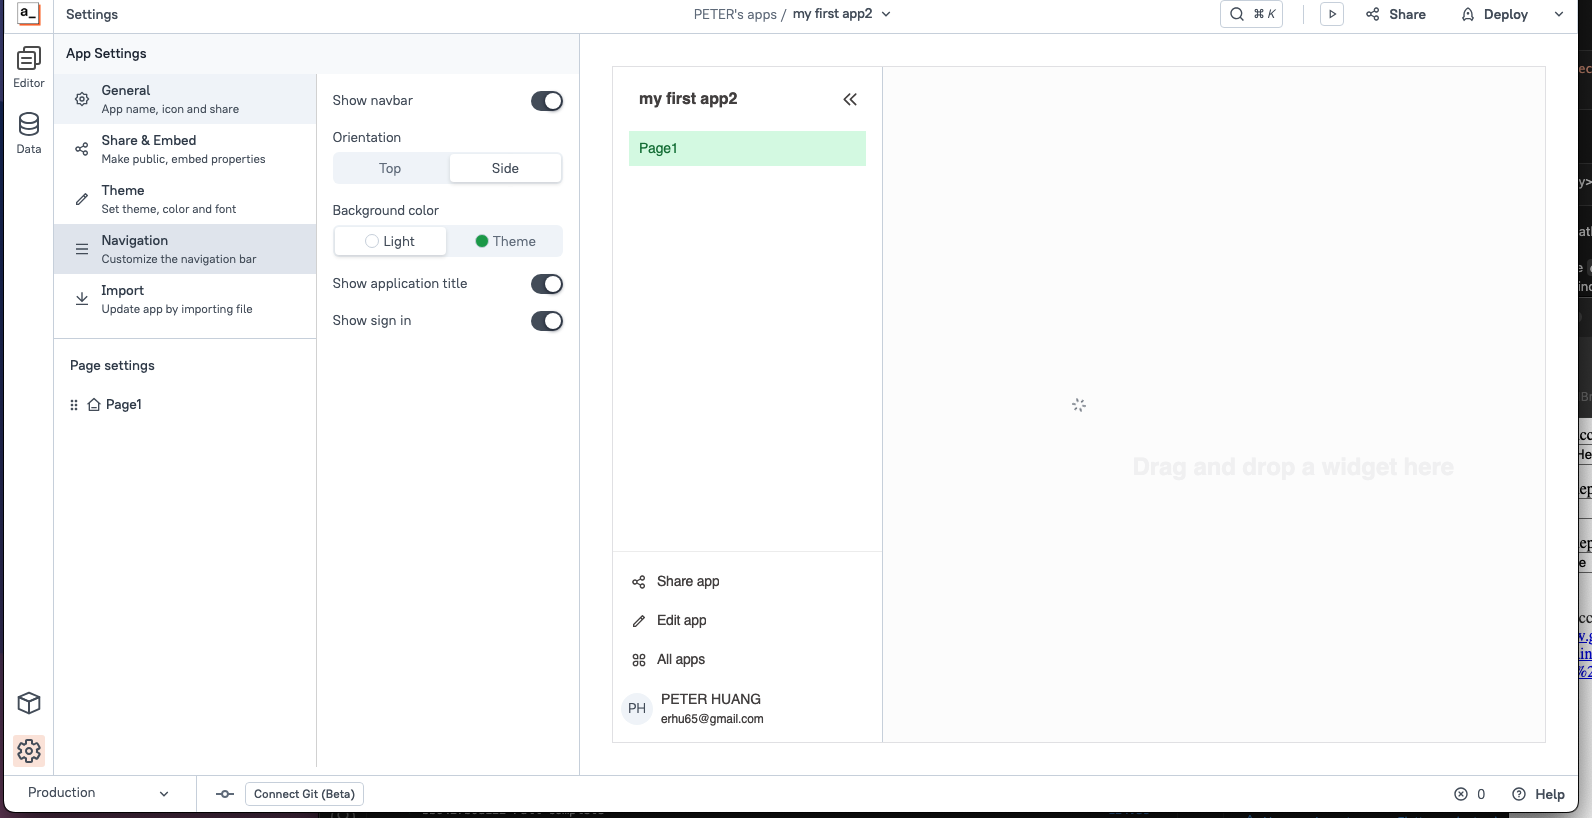 a_
Settings
PETER's apps / my first app2
⌘ K
Share
Deploy
Editor
Data
App Settings
General
App name, icon and share
Share & Embed
Make public, embed properties
Theme
Set theme, color and font
Navigation
Customize the navigation bar
Import
Update app by importing file
Page settings
Page1
Show navbar
Orientation
Top
Side
Background color
Light
Theme
Show application title
Show sign in
my first app2
Page1
Drag and drop a widget here
Share app
Edit app
All apps
PH
PETER HUANG
erhu65@gmail.com
Production
Connect Git (Beta)
0
Help